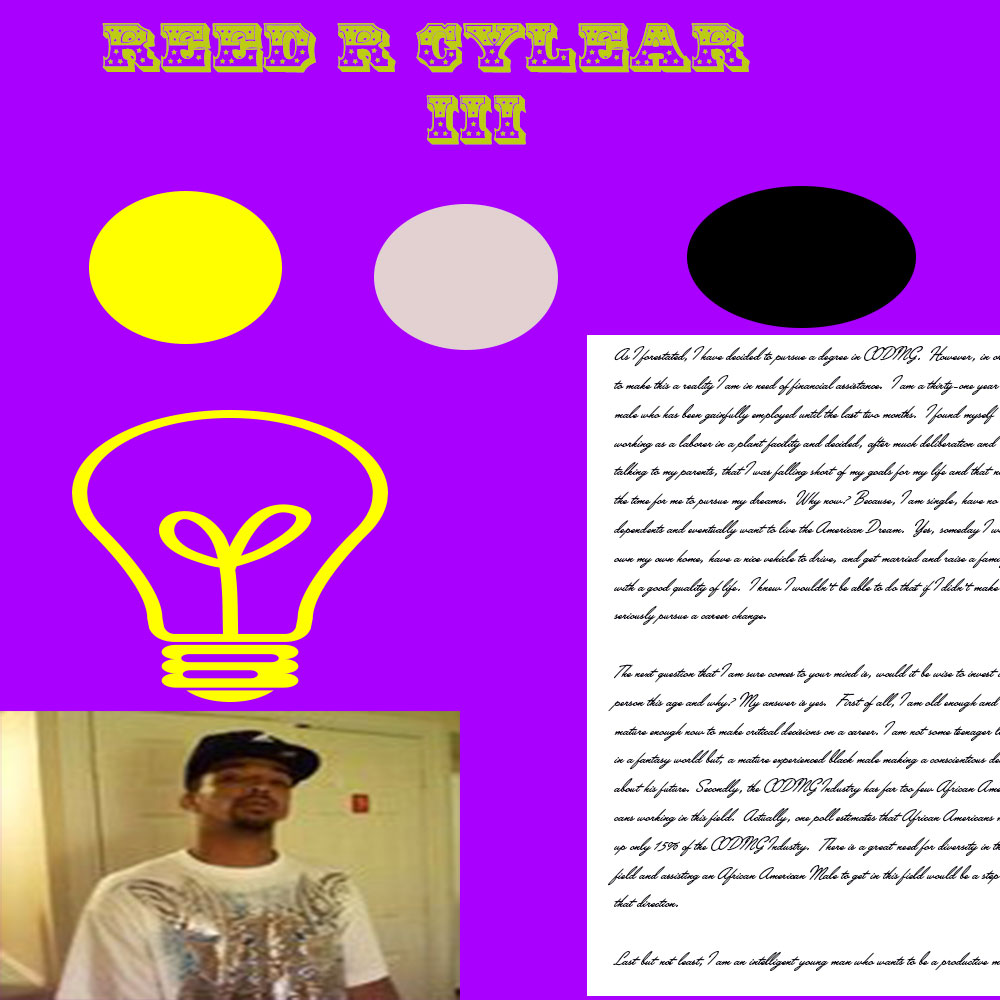 REED R CYLEAR
III
As I forestated, I have decided to pursue a degree in CODMG. However, in
to make this a reality I am in need of financial assistance. I am a thirty-one year
male who has been gainfully employed until the last two months. I found myself
working as a laborer in a plant facility and decided, after much deliberation and
talking to my parents, that I was falling short of my goals for my life and that
the time for me to pursue my dreams. Why now? Because, I am single, have no
dependents and eventually want to live the American Dream. Yes, someday I
own my own home, have a nice vehicle to drive, and get married and raise a
with a good quality of life. I knew I wouldn't be able to do that if I didn't make
seriously pursue a career change.
The next question that I am sure comes to your mind is, would it be wise to invest
person this age and why? My answer is yes. First of all, I am old enough and
mature enough now to make critical decisions on a career. I am not some teenager
in a fantasy world but, a mature experienced black male making a conscientious
about his future. Secondly, the CODMG Industry has far too few African
cans working in this field. Actually, one poll estimates that African Americans
up only 15% of the CODMG Industry. There is a great need for diversity in
field and assisting an African American Male to get in this field would be a step
that direction.
Last but not least, I am an intelligent young man who wants to be a productive